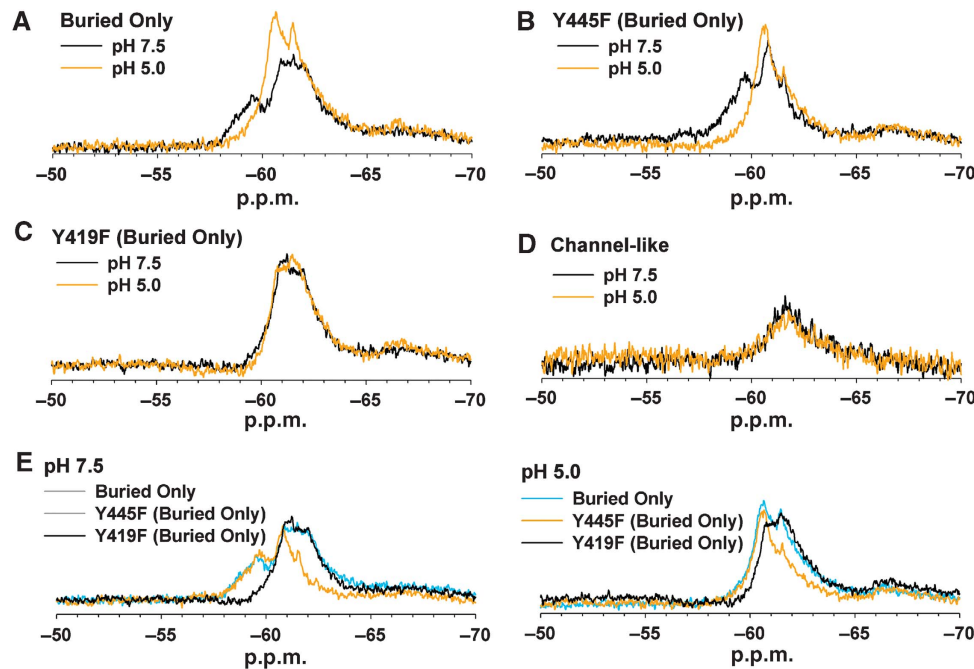 A Buried Only
pH 7.5
pH 5.0
–50 –55 –60 –65 –70
p.p.m.
B Y445F (Buried Only)
pH 7.5
pH 5.0
–50 –55 –60 –65 –70
p.p.m.
C Y419F (Buried Only)
pH 7.5
pH 5.0
–50 –55 –60 –65 –70
p.p.m.
D Channel-like
pH 7.5
pH 5.0
–50 –55 –60 –65 –70
p.p.m.
E pH 7.5
Buried Only
Y445F (Buried Only)
Y419F (Buried Only)
–50 –55 –60 –65 –70
p.p.m.
pH 5.0
Buried Only
Y445F (Buried Only)
Y419F (Buried Only)
–50 –55 –60 –65 –70
p.p.m.